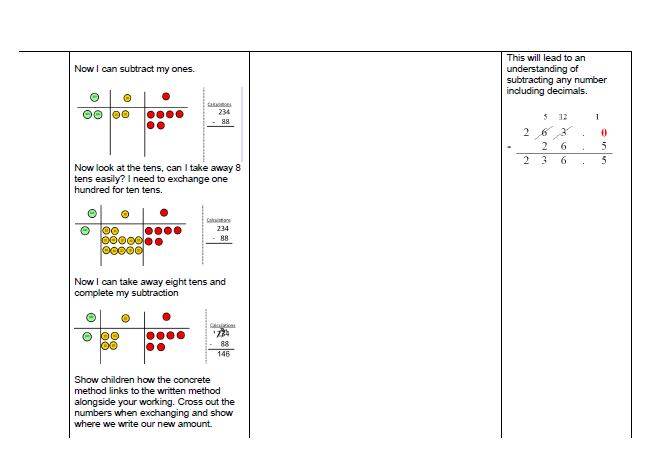 Now I can subtract my ones.
Calculations
234
- 88
Now look at the tens, can I take away 8
tens easily? I need to exchange one
hundred for ten tens.
Calculations
234
- 88
Now I can take away eight tens and
complete my subtraction
Calculations
234
- 88
146
Show children how the concrete
method links to the written method
alongside your working. Cross out the
numbers when exchanging and show
where we write our new amount.
This will lead to an
understanding of
subtracting any number
including decimals.
5 12 1
2 6 3 . 0
- 2 6 . 5
2 3 6 . 5